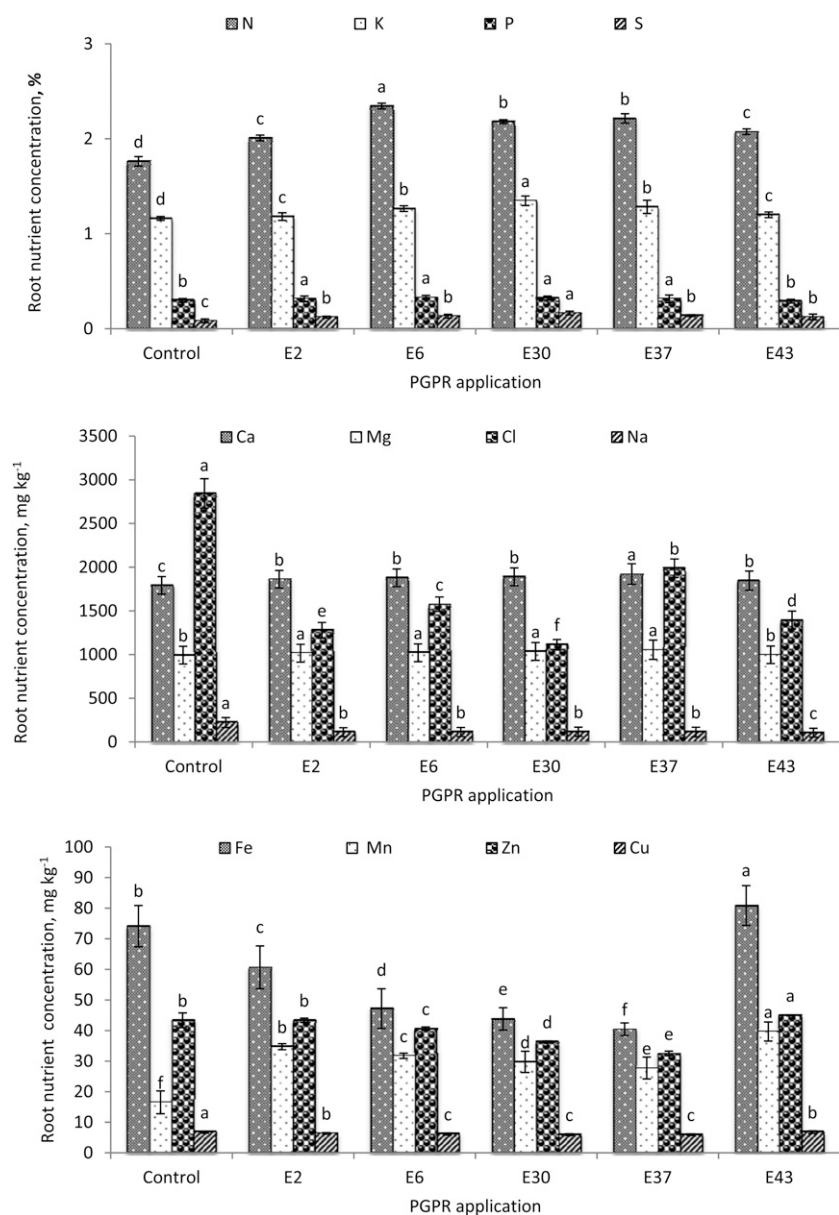 N K P S
Root nutrient concentration, %
3
2
1
0
d d b c
c c a b
a b a b
b a a a
b b a b
c c b b
Control E2 E6 E30 E37 E43
PGPR application
Ca Mg Cl Na
Root nutrient concentration, mg kg-1
3500
3000
2500
2000
1500
1000
500
0
c b a a
b a e b
b a c b
b a f b
a a b b
b b d c
Control E2 E6 E30 E37 E43
PGPR application
Fe Mn Zn Cu
Root nutrient concentration, mg kg-1
100
90
80
70
60
50
40
30
20
10
0
b f b a
c b b b
d c c c
e d d c
f e e c
a a a b
Control E2 E6 E30 E37 E43
PGPR application